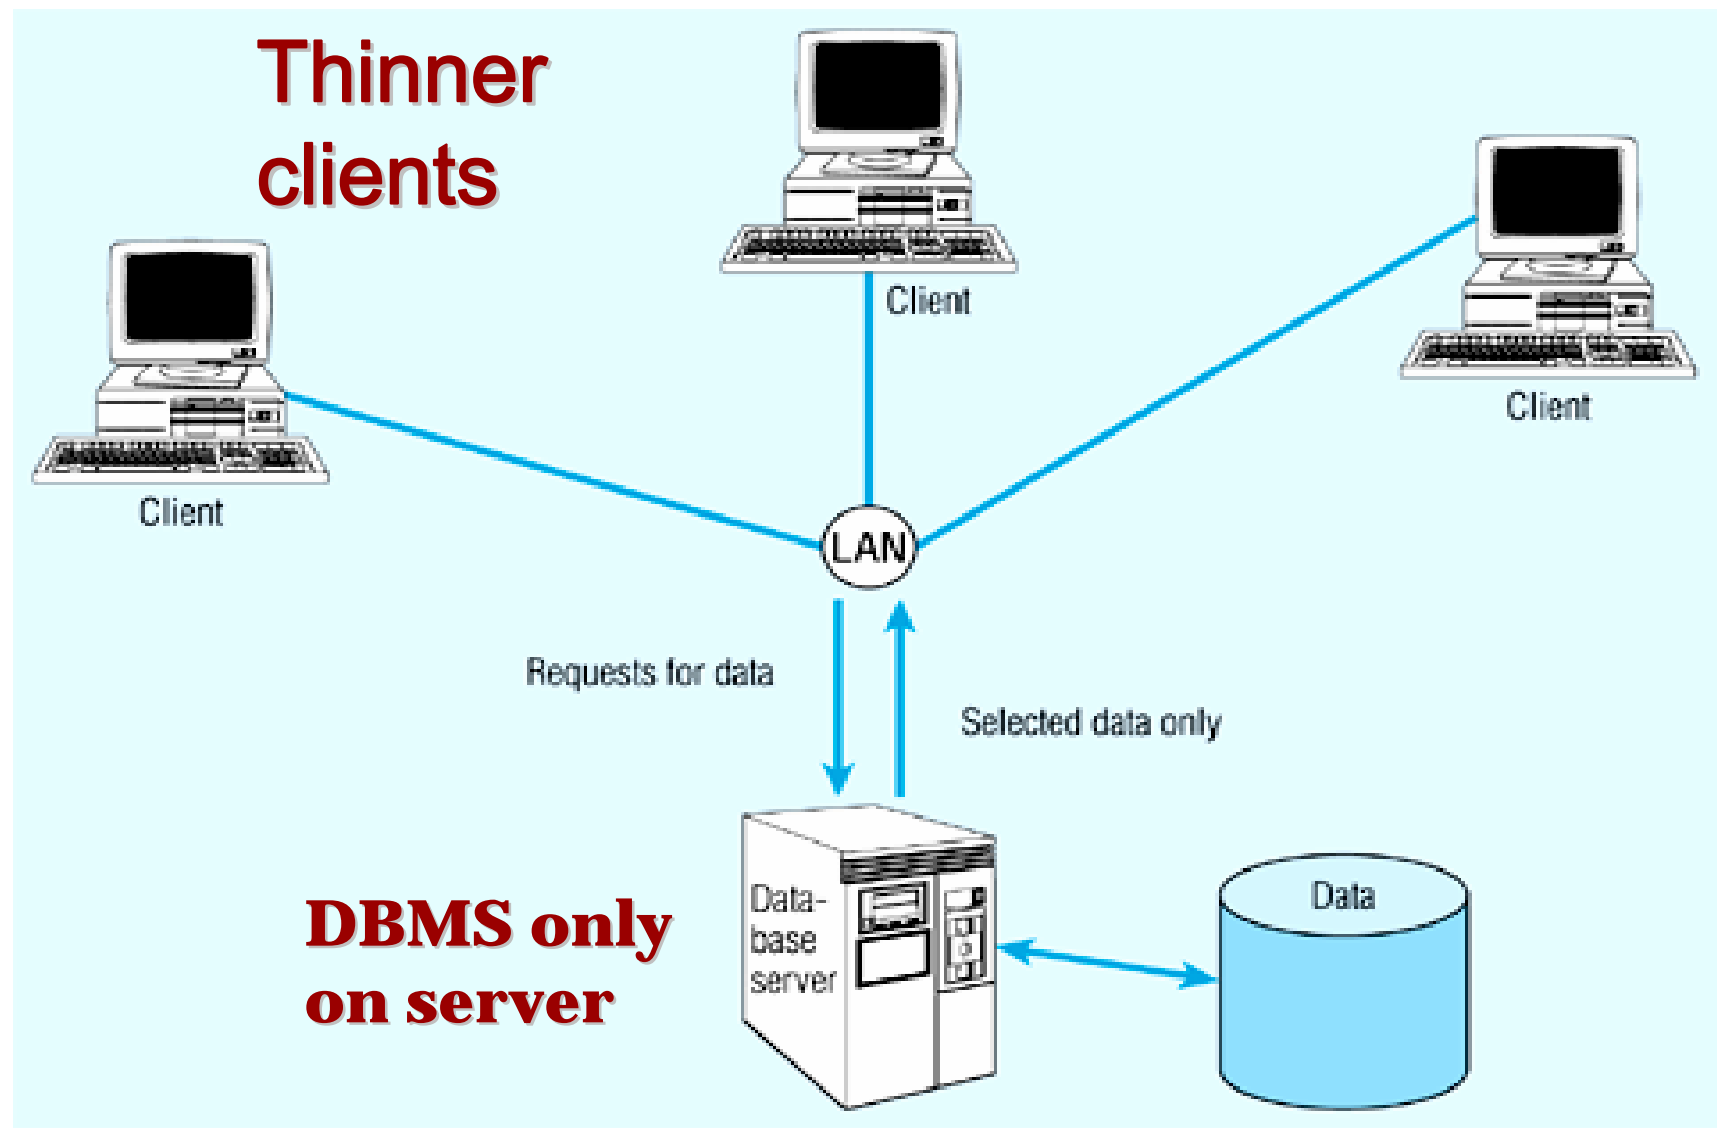 Thinner
clients
Client
Client
Client
LAN
Requests for data
Selected data only
DBMS only
on server
Data-
base
server
Data